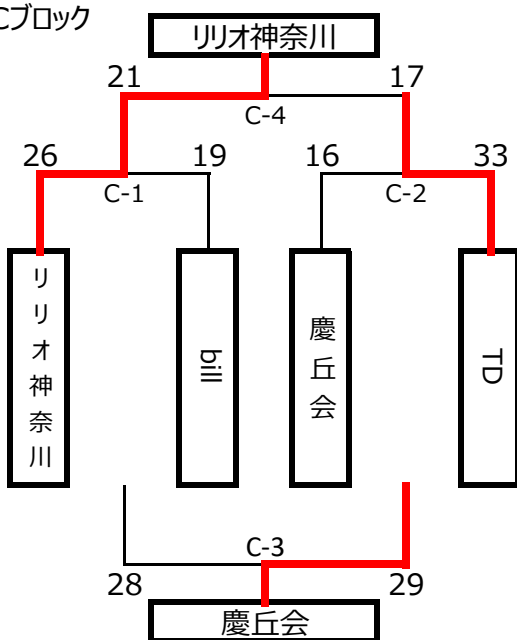 Cブロック
リリオ神奈川
21 17
C-4
26 19 16 33
C-1 C-2
リリオ神奈川
bill
慶丘会
TD
C-3
28 29
慶丘会